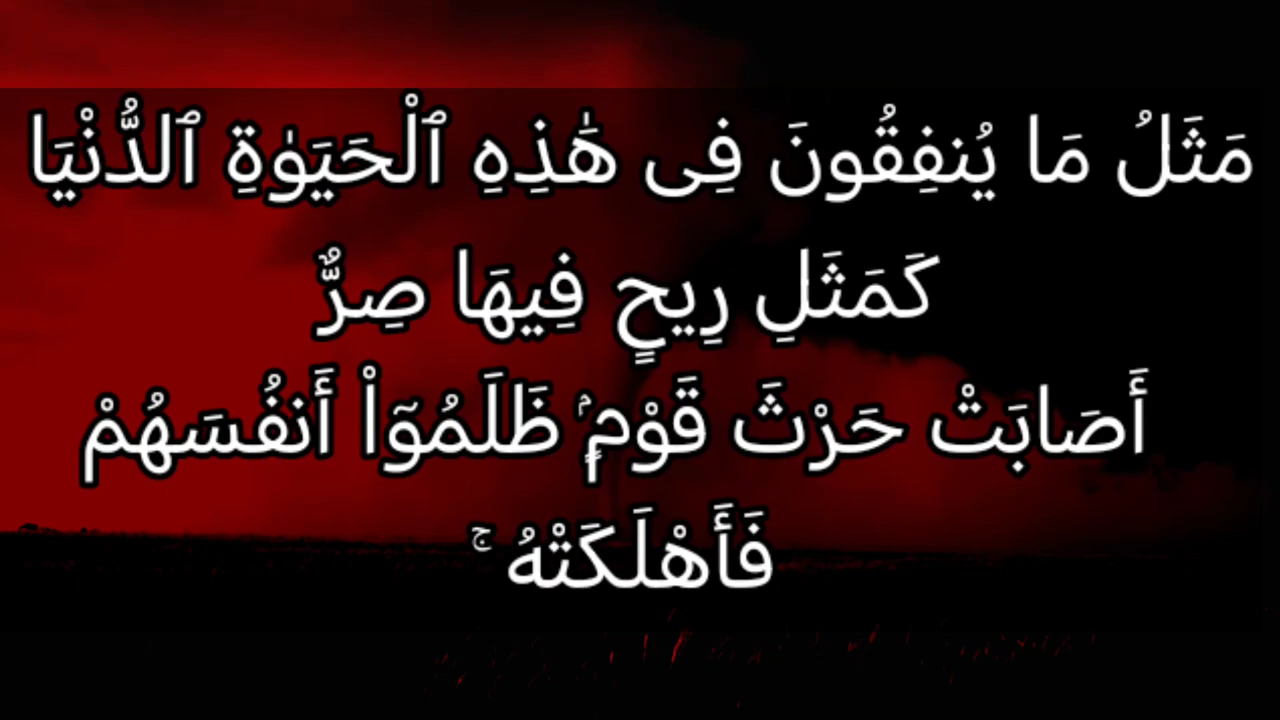 مَثَلُ مَا يُنفِقُونَ فِى هَٰذِهِ ٱلْحَيَوٰةِ ٱلدُّنْيَا
كَمَثَلِ رِيحٍ فِيهَا صِرٌّ
أَصَابَتْ حَرْثَ قَوْمٍۢ ظَلَمُوٓا۟ أَنفُسَهُمْ
فَأَهْلَكَتْهُ ۚ